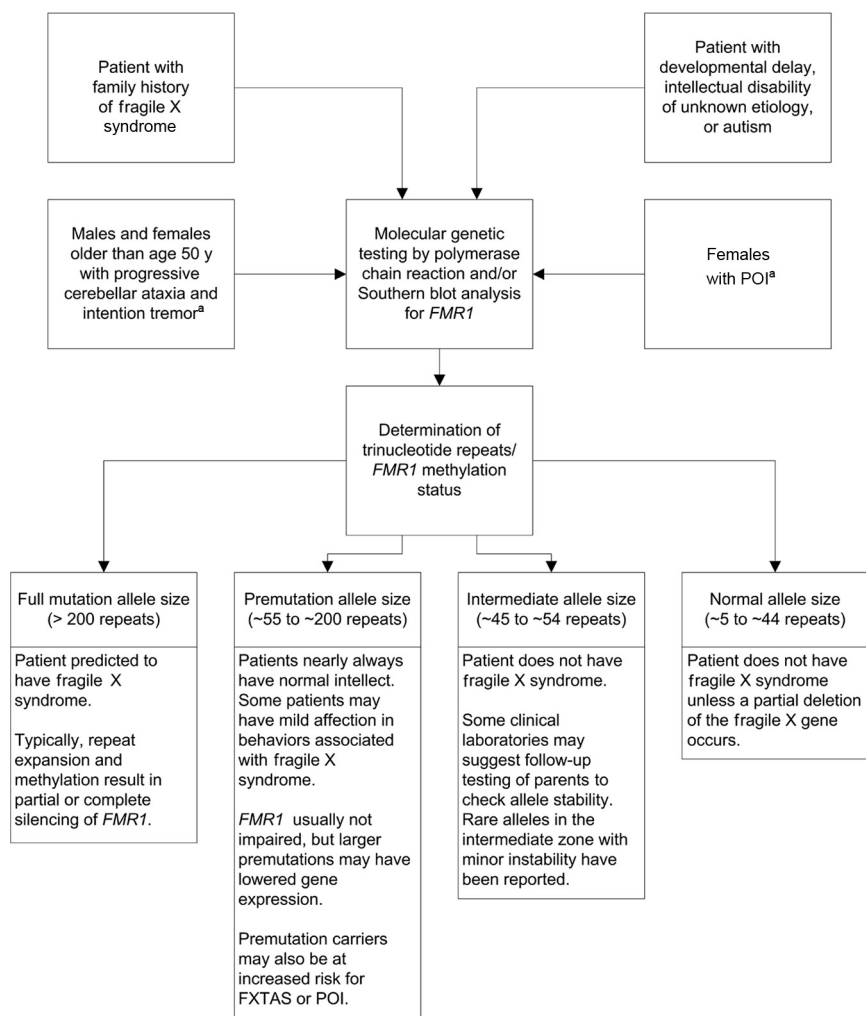 Patient with
family history
of fragile X
syndrome
Patient with
developmental delay,
intellectual disability
of unknown etiology,
or autism
Males and females
older than age 50 y
with progressive
cerebellar ataxia and
intention tremorᵃ
Molecular genetic
testing by polymerase
chain reaction and/or
Southern blot analysis
for FMR1
Females
with POIᵃ
Determination of
trinucleotide repeats/
FMR1 methylation
status
Full mutation allele size
(> 200 repeats)
Patient predicted to
have fragile X
syndrome.
Typically, repeat
expansion and
methylation result in
partial or complete
silencing of FMR1.
Premutation allele size
(~55 to ~200 repeats)
Patients nearly always
have normal intellect.
Some patients may
have mild affection in
behaviors associated
with fragile X
syndrome.
FMR1 usually not
impaired, but larger
premutations may have
lowered gene
expression.
Premutation carriers
may also be at
increased risk for
FXTAS or POI.
Intermediate allele size
(~45 to ~54 repeats)
Patient does not have
fragile X syndrome.
Some clinical
laboratories may
suggest follow-up
testing of parents to
check allele stability.
Rare alleles in the
intermediate zone with
minor instability have
been reported.
Normal allele size
(~5 to ~44 repeats)
Patient does not have
fragile X syndrome
unless a partial deletion
of the fragile X gene
occurs.